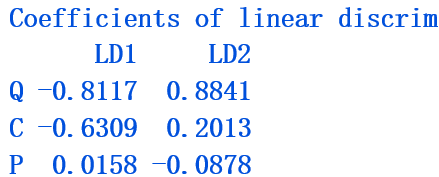 Coefficients of linear discrim
LD1 LD2
Q -0.8117 0.8841
C -0.6309 0.2013
P 0.0158 -0.0878